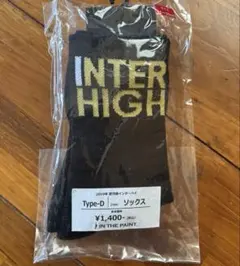 INTER
HIGH
Type-D
ソックス
¥1,400-
IN THE PAINT